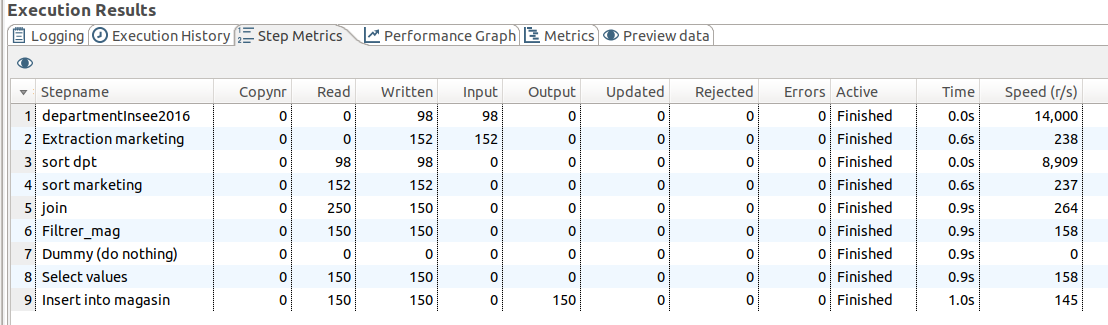 Execution Results
Logging Execution History Step Metrics Performance Graph Metrics Preview data
Stepname Copynr Read Written Input Output Updated Rejected Errors Active Time Speed (r/s)
1 departmentInsee2016 0 0 98 98 0 0 0 0 Finished 0.0s 14,000
2 Extraction marketing 0 0 152 152 0 0 0 0 Finished 0.6s 238
3 sort dpt 0 98 98 0 0 0 0 0 Finished 0.0s 8,909
4 sort marketing 0 152 152 0 0 0 0 0 Finished 0.6s 237
5 join 0 250 150 0 0 0 0 0 Finished 0.9s 264
6 Filtrer_mag 0 150 150 0 0 0 0 0 Finished 0.9s 158
7 Dummy (do nothing) 0 0 0 0 0 0 0 0 Finished 0.9s 0
8 Select values 0 150 150 0 0 0 0 0 Finished 0.9s 158
9 Insert into magasin 0 150 150 0 150 0 0 0 Finished 1.0s 145